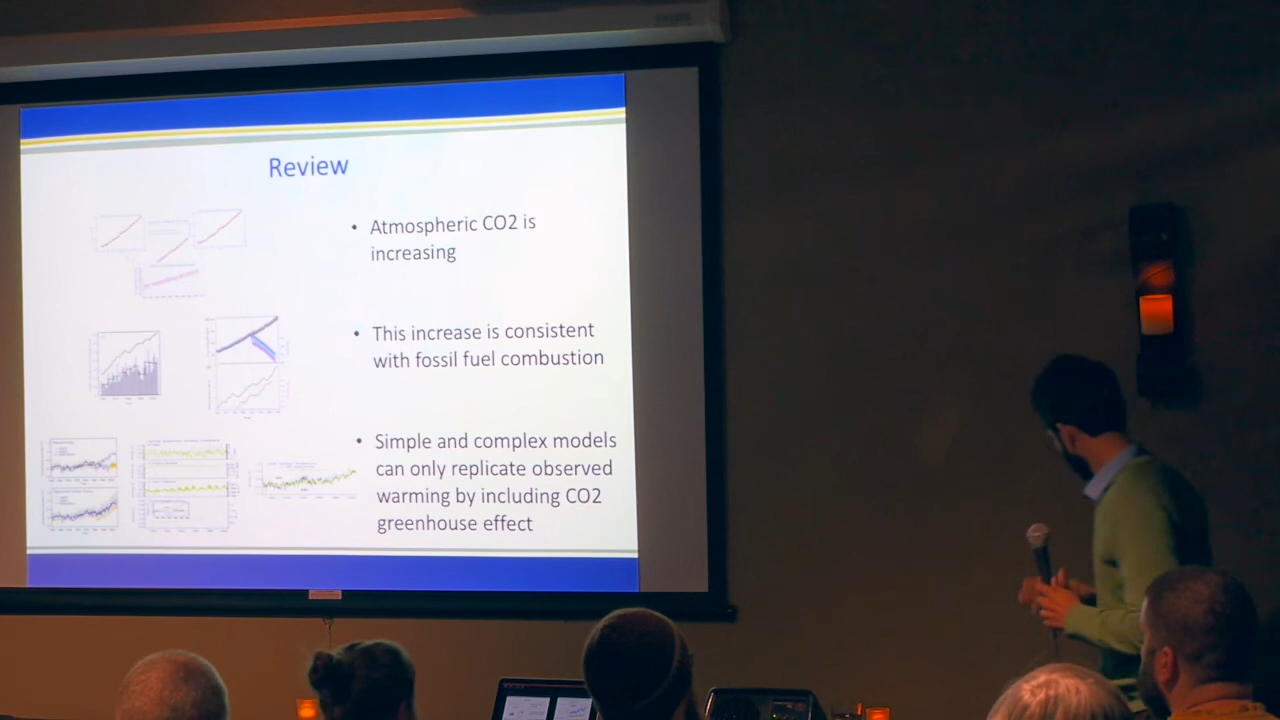 Review
• Atmospheric CO2 is
increasing
• This increase is consistent
with fossil fuel combustion
• Simple and complex models
can only replicate observed
warming by including CO2
greenhouse effect